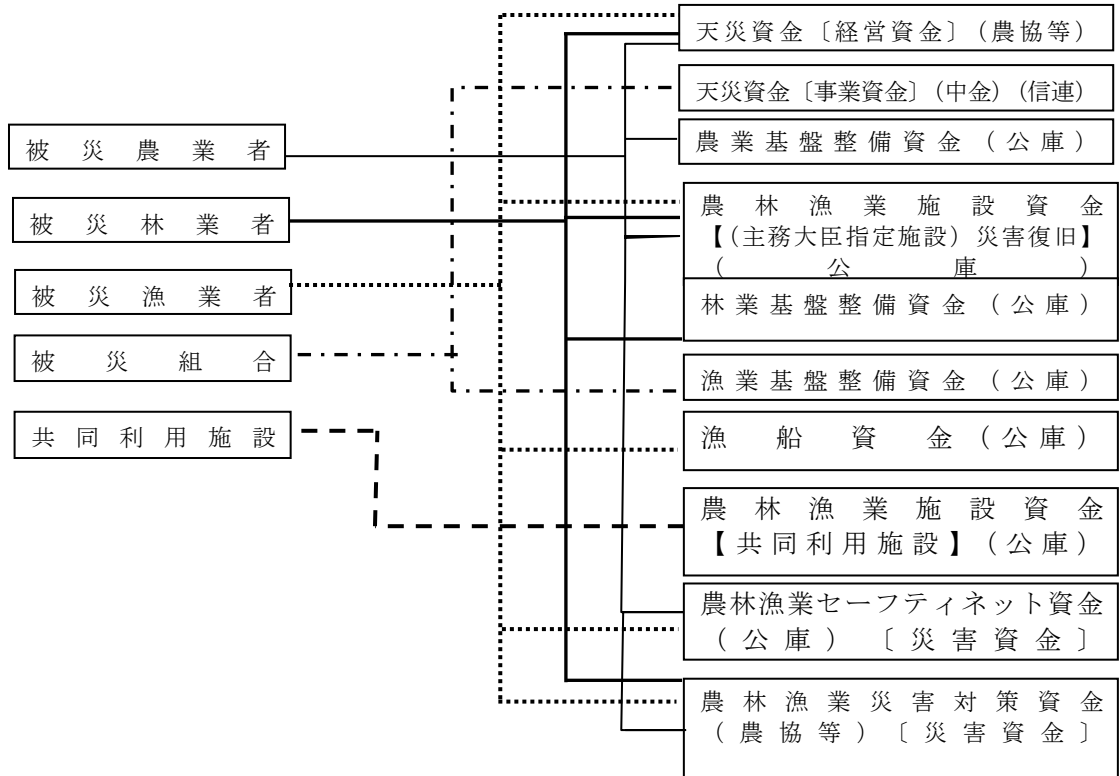 被災農業者
被災林業者
被災漁業者
被災組合
共同利用施設
天災資金〔経営資金〕(農協等)
天災資金〔事業資金〕(中金)(信連)
農業基盤整備資金(公庫)
農林漁業施設資金
【(主務大臣指定施設)災害復旧】
(公庫)
林業基盤整備資金(公庫)
漁業基盤整備資金(公庫)
漁船資金(公庫)
農林漁業施設資金
【共同利用施設】(公庫)
農林漁業セーフティネット資金
(公庫)〔災害資金〕
農林漁業災害対策資金
(農協等)〔災害資金〕